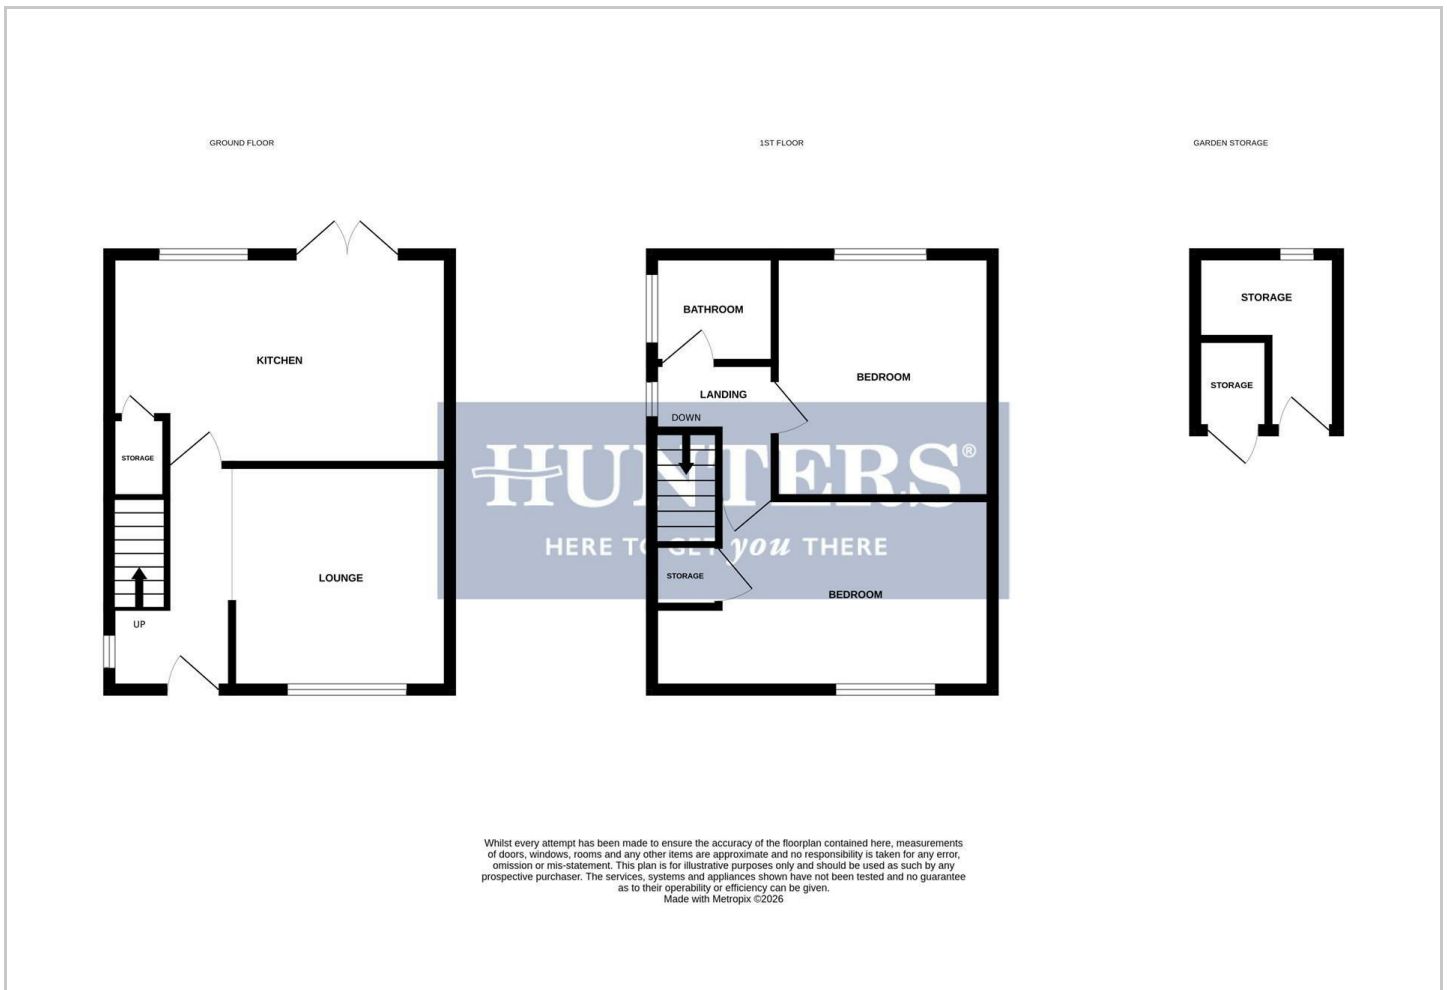 GROUND FLOOR
1ST FLOOR
GARDEN STORAGE
KITCHEN
STORAGE
LOUNGE
UP
BATHROOM
LANDING
DOWN
BEDROOM
STORAGE
BEDROOM
STORAGE
STORAGE
HUNTERS®
HERE TO GET you THERE
Whilst every attempt has been made to ensure the accuracy of the floorplan contained here, measurements
of doors, windows, rooms and any other items are approximate and no responsibility is taken for any error,
omission or mis-statement. This plan is for illustrative purposes only and should be used as such by any
prospective purchaser. The services, systems and appliances shown have not been tested and no guarantee
as to their operability or efficiency can be given.
Made with Metropix ©2026